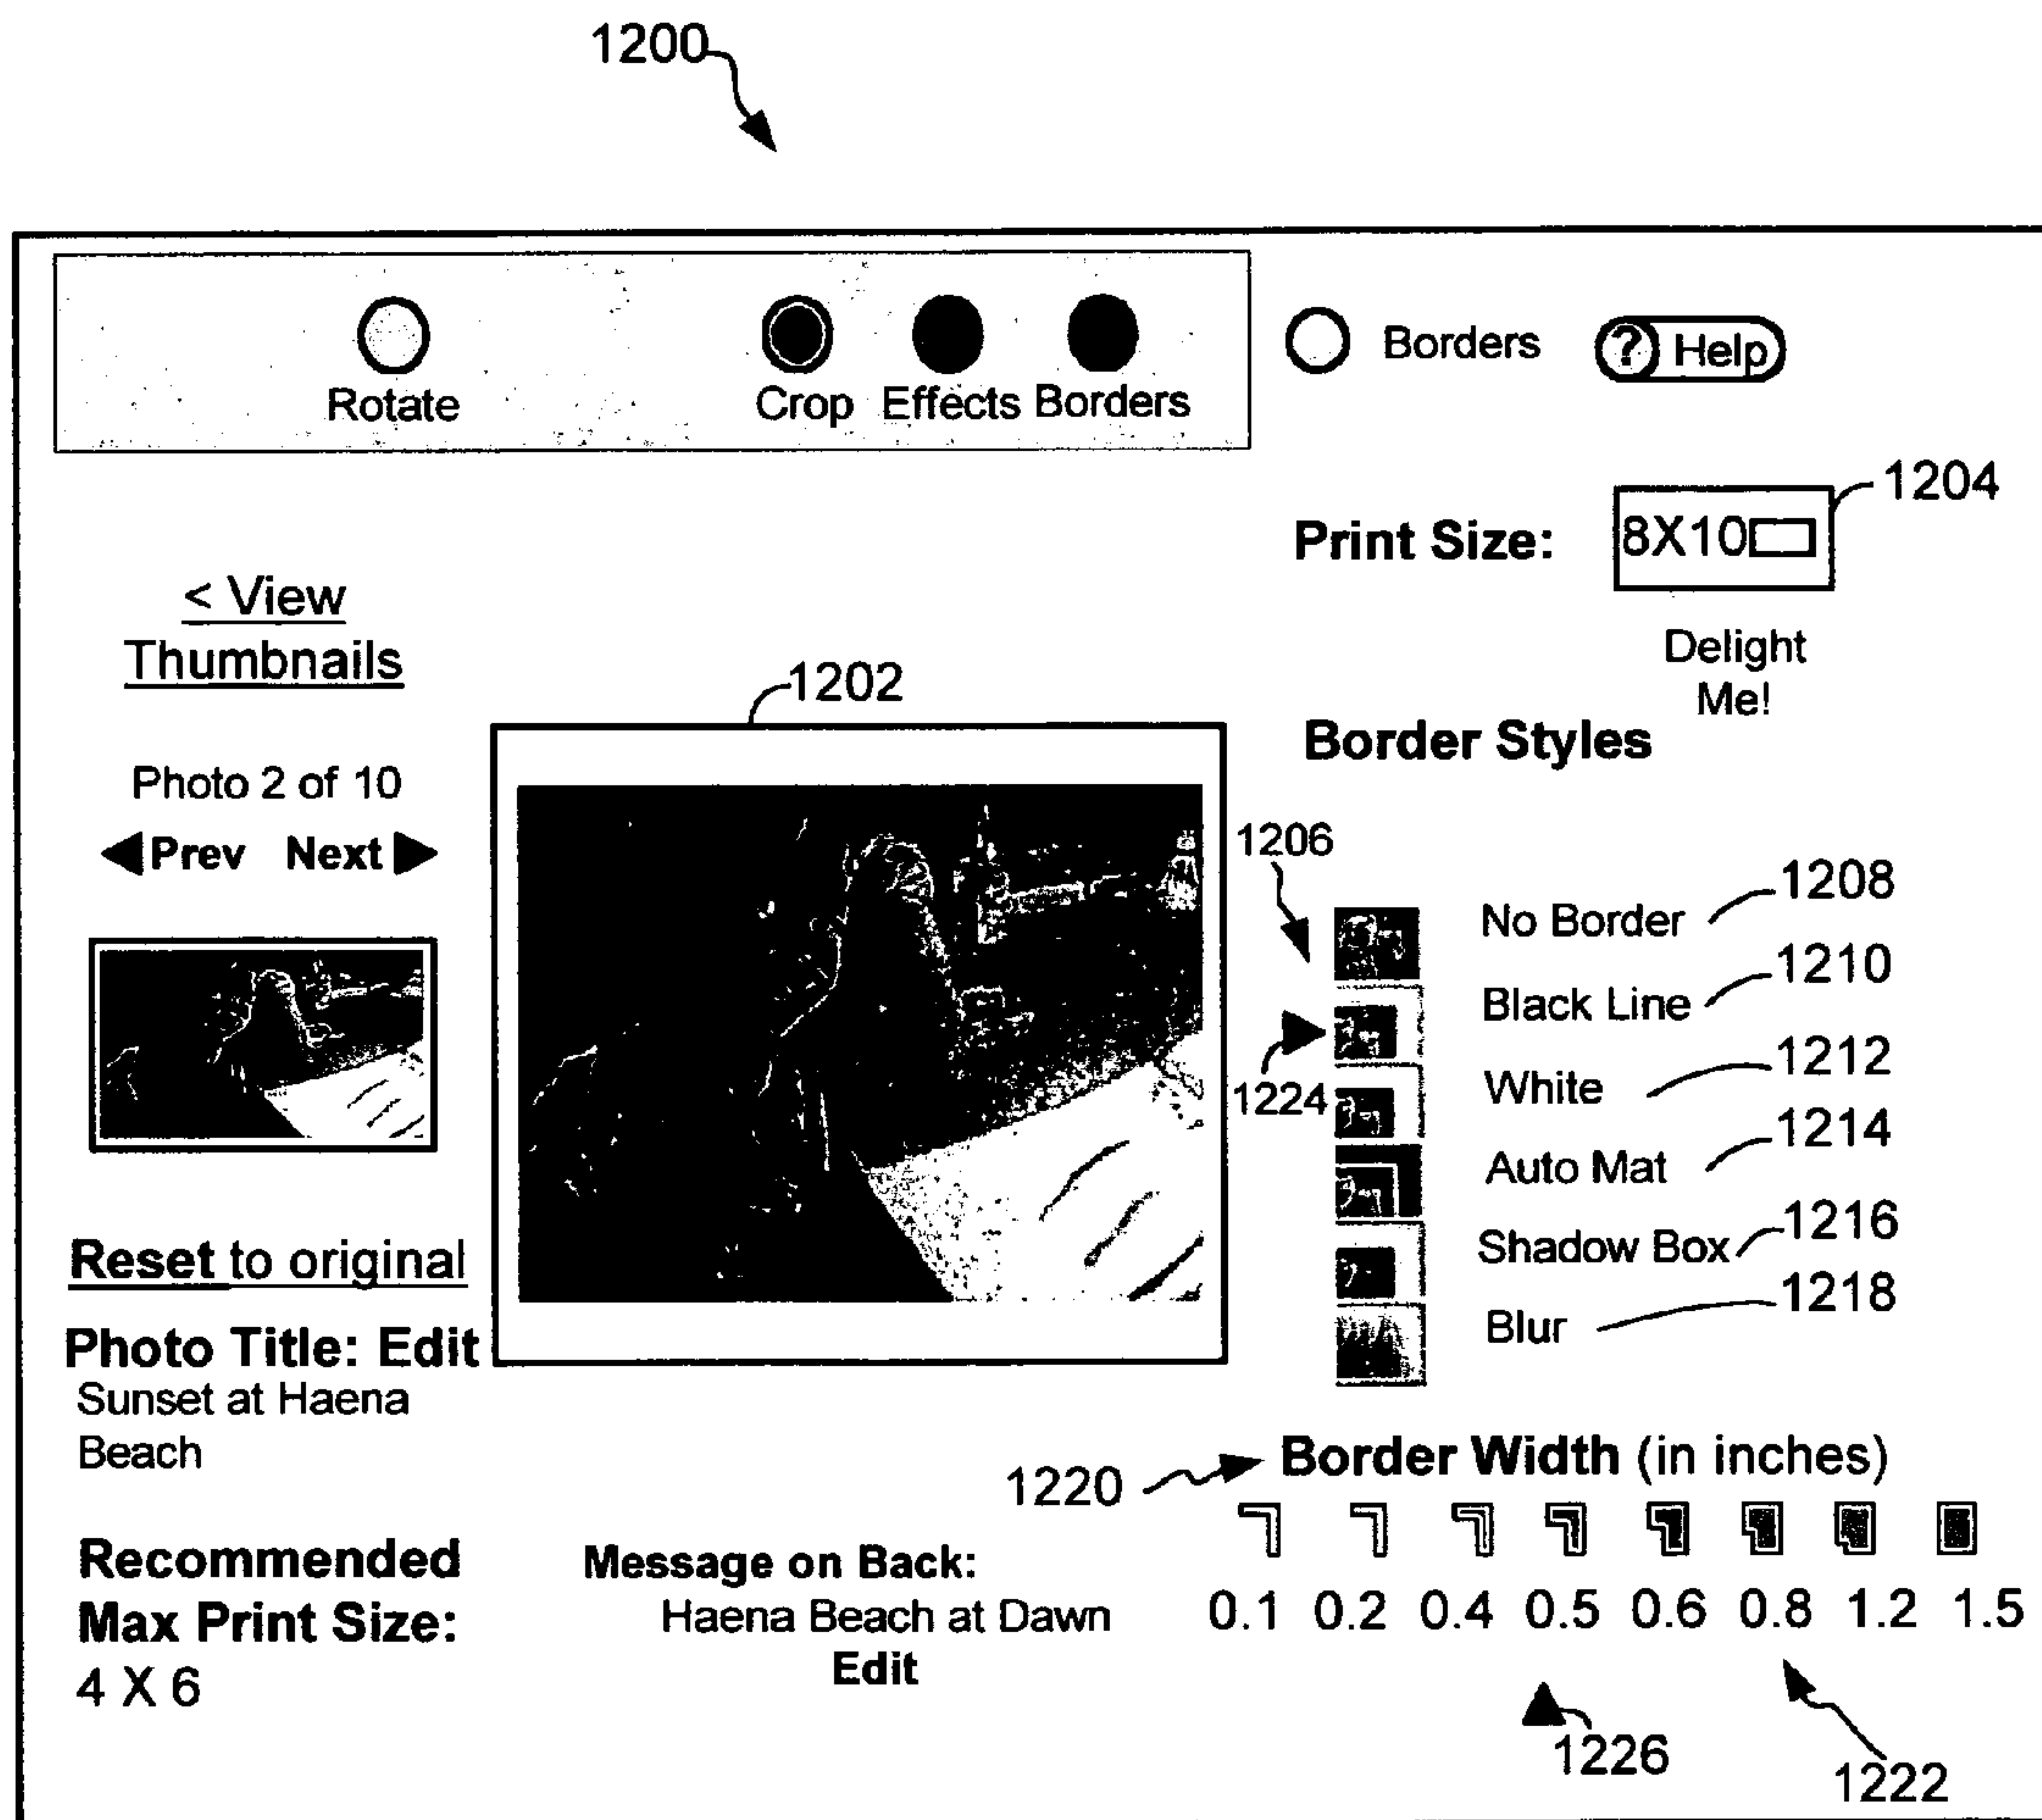 1200
Rotate
Crop Effects Borders
Borders
? Help
Print Size:
8X10
1204
Delight
Me!
< View
Thumbnails
Photo 2 of 10
Prev Next
1202
Border Styles
1206
No Border
1208
Black Line
1210
1224
White
1212
Auto Mat
1214
Shadow Box
1216
Blur
1218
Reset to original
Photo Title: Edit
Sunset at Haena
Beach
Recommended
Max Print Size:
4 X 6
Message on Back:
Haena Beach at Dawn
Edit
1220
Border Width (in inches)
0.1 0.2 0.4 0.5 0.6 0.8 1.2 1.5
1226
1222